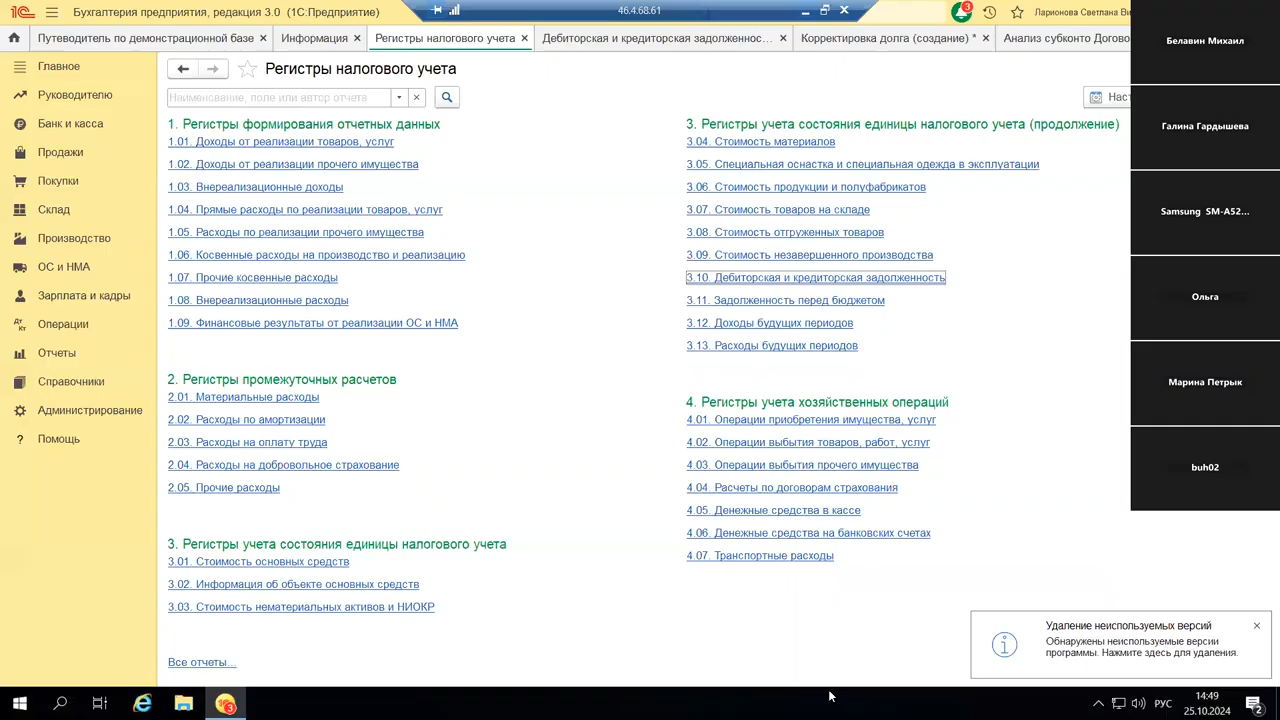 Бухгалтерия предприятия, редакция 3.0 (1С:Предприятие)
46.4.68.61
3
Ларионова Светлана Ви
Путеводитель по демонстрационной базе ×
Информация ×
Регистры налогового учета ×
Дебиторская и кредиторская задолженнос... ×
Корректировка долга (создание) * ×
Анализ субконто Догово
Главное
Руководителю
Банк и касса
Продажи
Покупки
Склад
Производство
ОС и НМА
Зарплата и кадры
Операции
Отчеты
Справочники
Администрирование
Помощь
Регистры налогового учета
Наименование, поле или автор отчета
Наст
1. Регистры формирования отчетных данных
1.01. Доходы от реализации товаров, услуг
1.02. Доходы от реализации прочего имущества
1.03. Внереализационные доходы
1.04. Прямые расходы по реализации товаров, услуг
1.05. Расходы по реализации прочего имущества
1.06. Косвенные расходы на производство и реализацию
1.07. Прочие косвенные расходы
1.08. Внереализационные расходы
1.09. Финансовые результаты от реализации ОС и НМА
2. Регистры промежуточных расчетов
2.01. Материальные расходы
2.02. Расходы по амортизации
2.03. Расходы на оплату труда
2.04. Расходы на добровольное страхование
2.05. Прочие расходы
3. Регистры учета состояния единицы налогового учета
3.01. Стоимость основных средств
3.02. Информация об объекте основных средств
3.03. Стоимость нематериальных активов и НИОКР
Все отчеты...
3. Регистры учета состояния единицы налогового учета (продолжение)
3.04. Стоимость материалов
3.05. Специальная оснастка и специальная одежда в эксплуатации
3.06. Стоимость продукции и полуфабрикатов
3.07. Стоимость товаров на складе
3.08. Стоимость отгруженных товаров
3.09. Стоимость незавершенного производства
3.10. Дебиторская и кредиторская задолженность
3.11. Задолженность перед бюджетом
3.12. Доходы будущих периодов
3.13. Расходы будущих периодов
4. Регистры учета хозяйственных операций
4.01. Операции приобретения имущества, услуг
4.02. Операции выбытия товаров, работ, услуг
4.03. Операции выбытия прочего имущества
4.04. Расчеты по договорам страхования
4.05. Денежные средства в кассе
4.06. Денежные средства на банковских счетах
4.07. Транспортные расходы
Удаление неиспользуемых версий ×
Обнаружены неиспользуемые версии
программы. Нажмите здесь для удаления.
Белавин Михаил
Галина Гардышева
Samsung SM-A52...
Ольга
Марина Петрык
buh02
3
РУС
14:49
25.10.2024
2